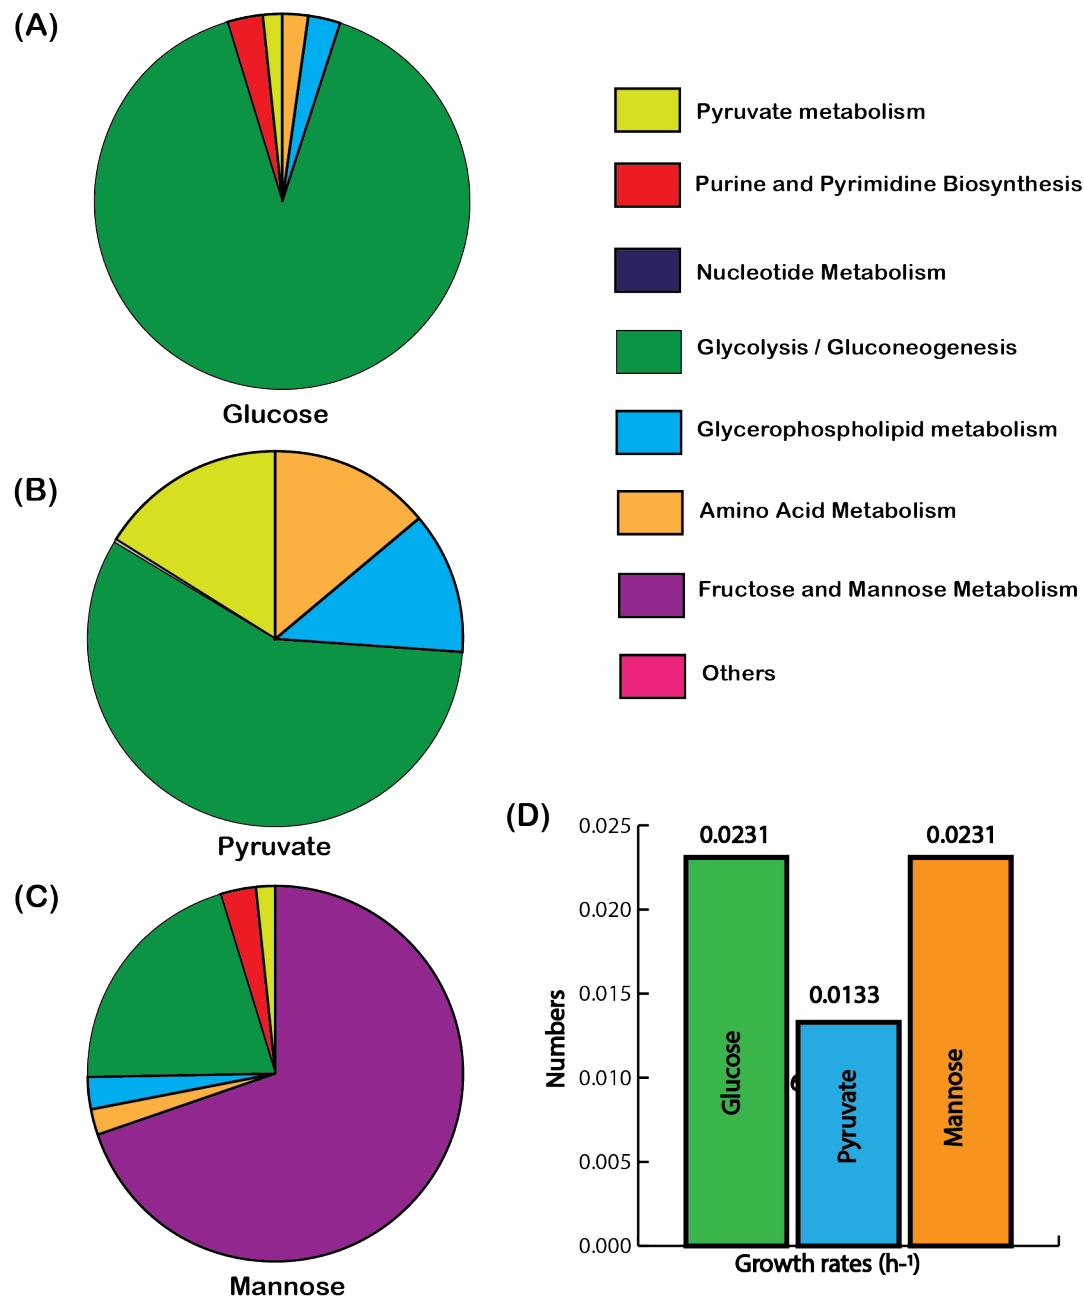 (A)
Glucose
(B)
Pyruvate
(C)
Mannose
Pyruvate metabolism
Purine and Pyrimidine Biosynthesis
Nucleotide Metabolism
Glycolysis / Gluconeogenesis
Glycerophospholipid metabolism
Amino Acid Metabolism
Fructose and Mannose Metabolism
Others
(D)
Numbers
0.025
0.020
0.015
0.010
0.005
0.000
0.0231
0.0133
0.0231
Glucose
Pyruvate
Mannose
Growth rates (h-¹)